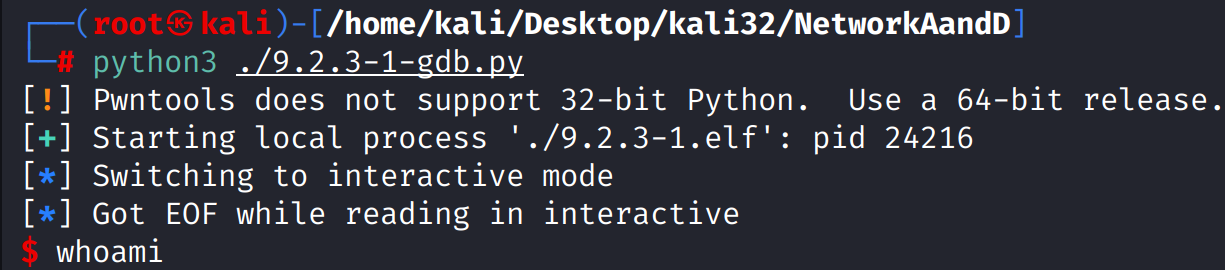 ┌──(root㉿kali)-[/home/kali/Desktop/kali32/NetworkAandD]
└─# python3 ./9.2.3-1-gdb.py
[!] Pwntools does not support 32-bit Python.  Use a 64-bit release.
[+] Starting local process './9.2.3-1.elf': pid 24216
[*] Switching to interactive mode
[*] Got EOF while reading in interactive
$ whoami